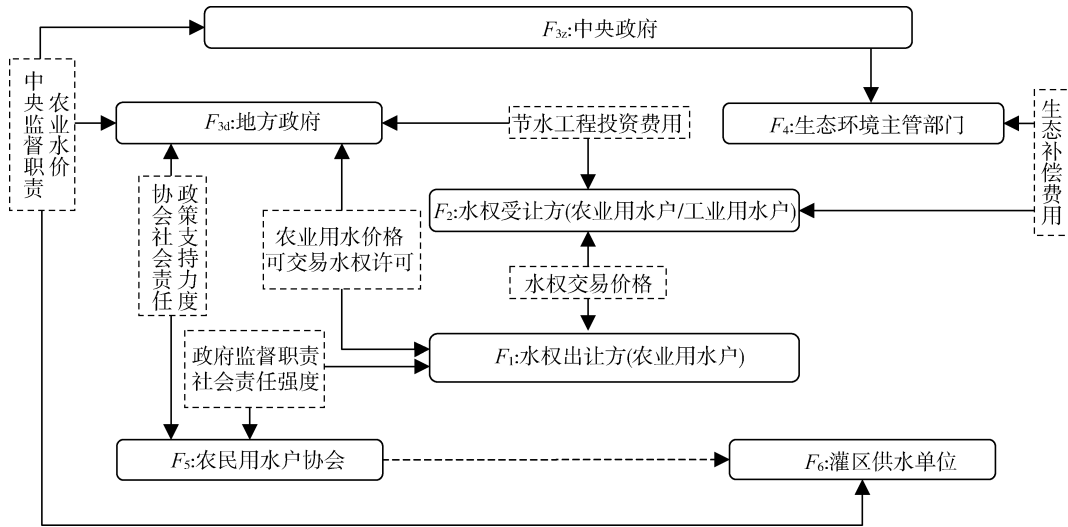 F3z:中央政府
农业水价
中央监督职责
F3d:地方政府
节水工程投资费用
F4:生态环境主管部门
生态补偿费用
政策支持力度
协会社会责任
农业用水价格
可交易水权许可
F2:水权受让方(农业用水户/工业用水户)
水权交易价格
政府监督职责
社会责任强度
F1:水权出让方(农业用水户)
F5:农民用水户协会
F6:灌区供水单位